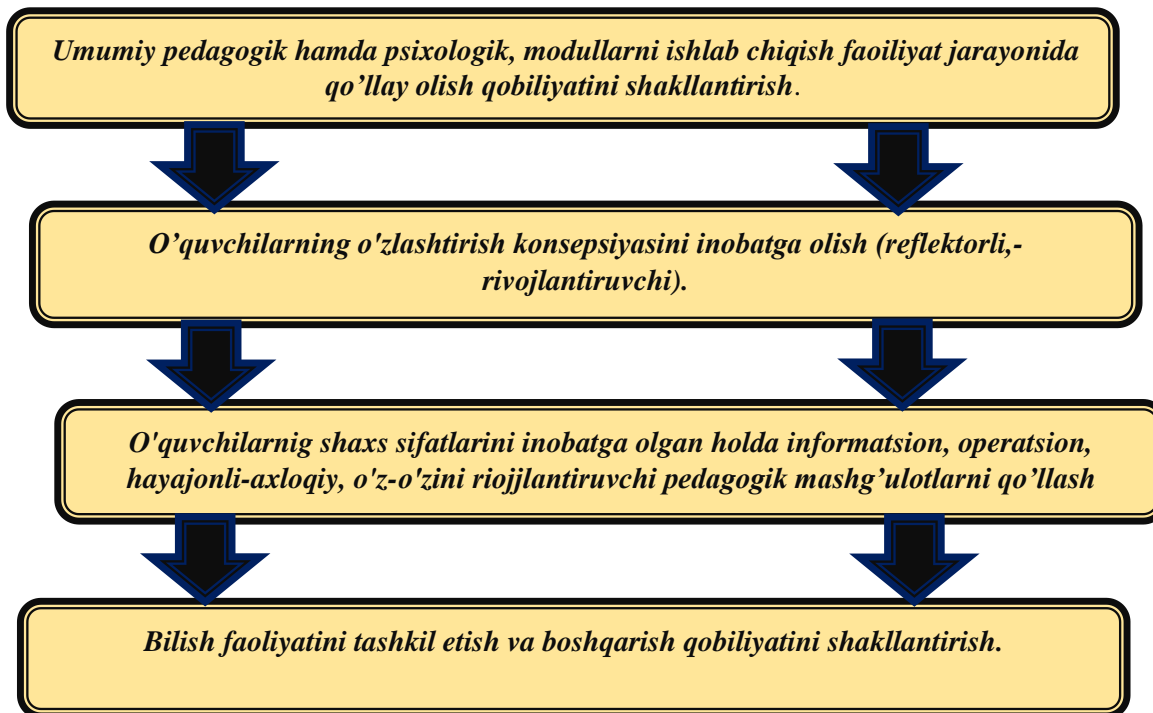 Umumiy pedagogik hamda psixologik, modullarni ishlab chiqish faoiliyat jarayonida
qo’llay olish qobiliyatini shakllantirish.
O’quvchilarning o'zlashtirish konsepsiyasini inobatga olish (reflektorli,-
rivojlantiruvchi).
O'quvchilarnig shaxs sifatlarini inobatga olgan holda informatsion, operatsion,
hayajonli-axloqiy, o'z-o'zini riojjlantiruvchi pedagogik mashg’ulotlarni qo’llash
Bilish faoliyatini tashkil etish va boshqarish qobiliyatini shakllantirish.